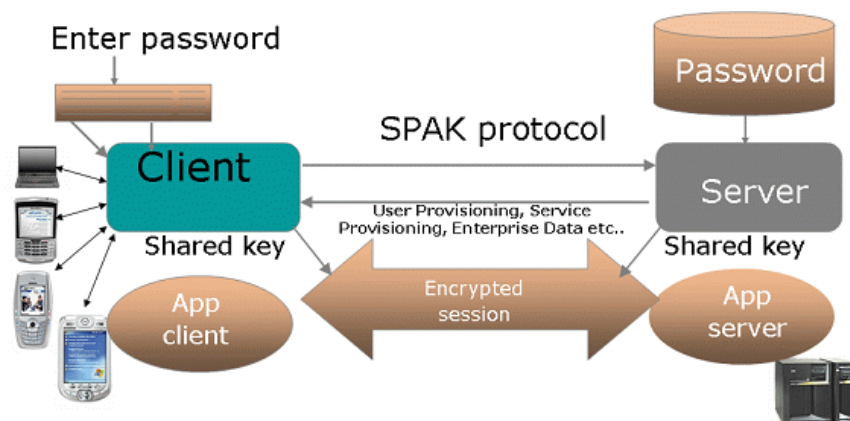 Enter password
Password
SPAK protocol
Client
Server
User Provisioning, Service
Provisioning, Enterprise Data etc..
Shared key
Shared key
Encrypted
session
App
client
App
server